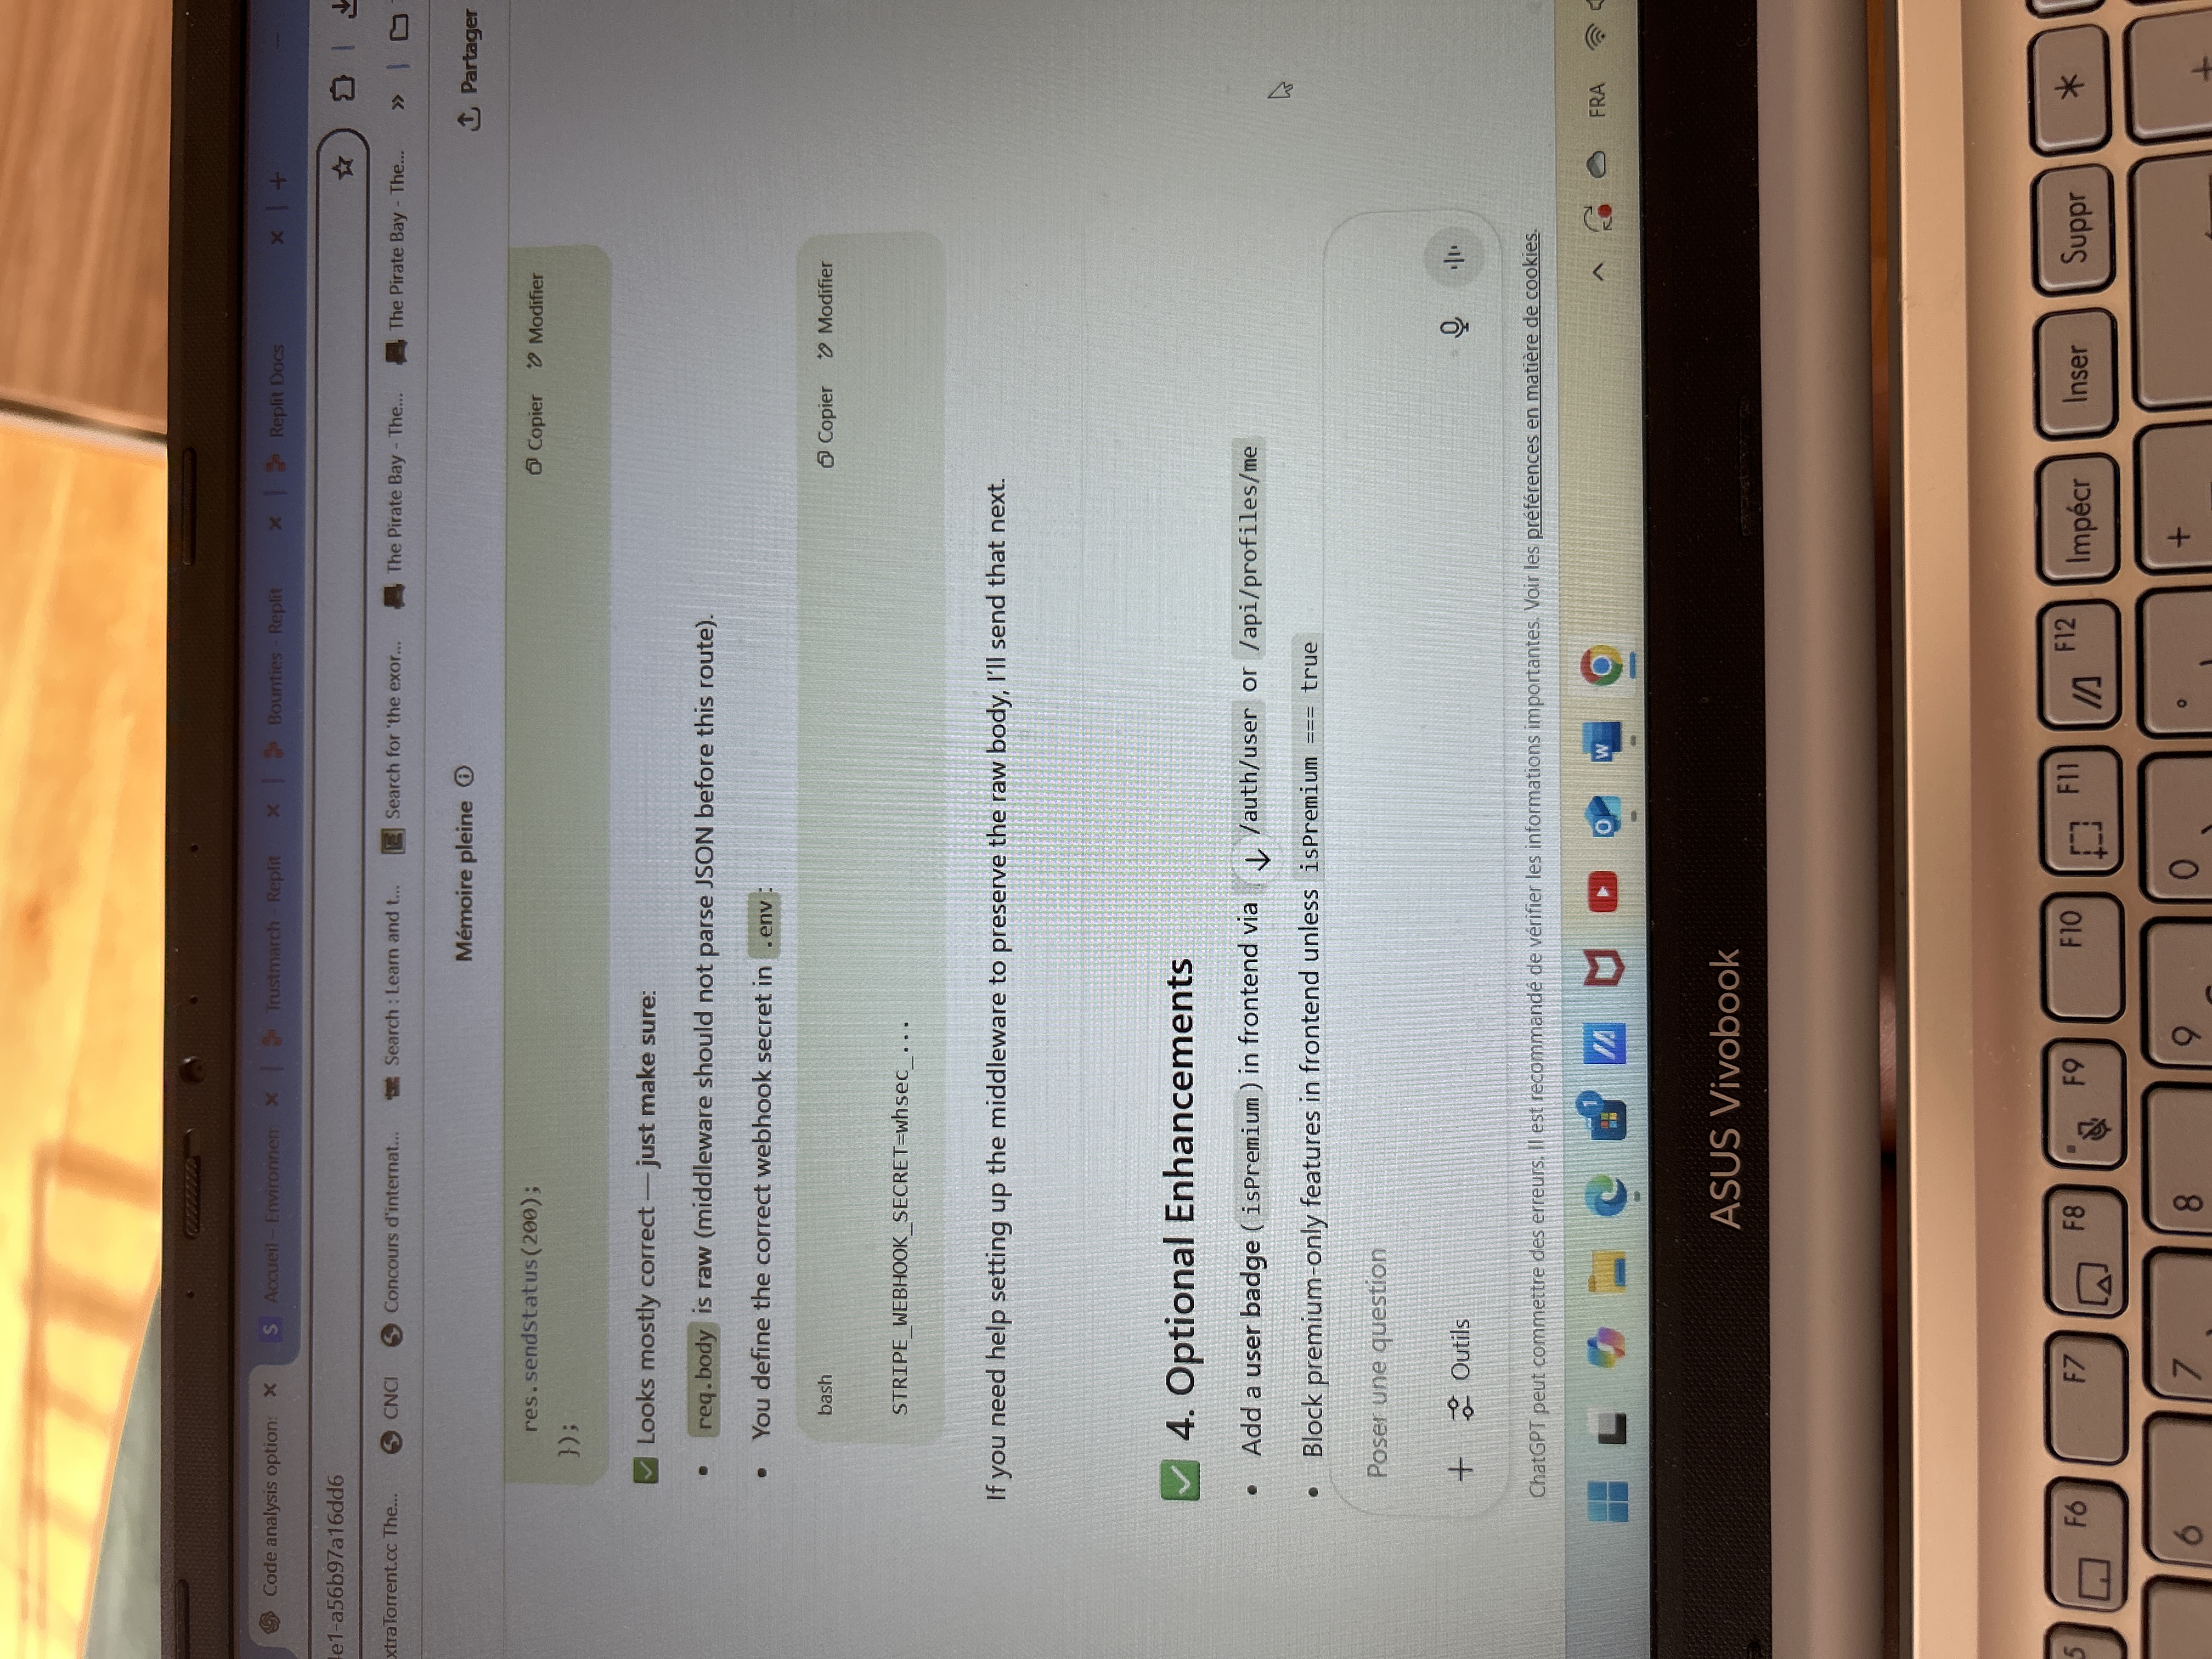 Code analysis option:
S Accueil – Environnem
Trustmarch - Replit
Bounties - Replit
Replit Docs
e1-a56b97a16dd6
xtraTorrent.cc The...
CNCI
Concours d'internat...
Search : Learn and t...
Search for 'the exor...
The Pirate Bay - The...
The Pirate Bay - The...
»
Mémoire pleine
Partager
res.sendStatus(200);
Copier
Modifier
});
Looks mostly correct — just make sure:
• req.body is raw (middleware should not parse JSON before this route).
• You define the correct webhook secret in .env:
bash
Copier
Modifier
STRIPE_WEBHOOK_SECRET=whsec_...
If you need help setting up the middleware to preserve the raw body, I'll send that next.
4. Optional Enhancements
• Add a user badge ( isPremium ) in frontend via /auth/user or /api/profiles/me
• Block premium-only features in frontend unless isPremium === true
Poser une question
+ Outils
ChatGPT peut commettre des erreurs. Il est recommandé de vérifier les informations importantes. Voir les préférences en matière de cookies.
1
W
FRA
ASUS Vivobook
5
F6
F7
F8
F9
F10
F11
F12
Impécr
Inser
Suppr
*
6
7
8
9
0
°
+